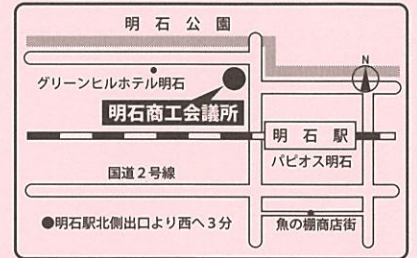 明石公園
N
グリーンヒルホテル明石
明石商工会議所
明石駅
パピオス明石
国道2号線
●明石駅北側出口より西へ3分
魚の棚商店街